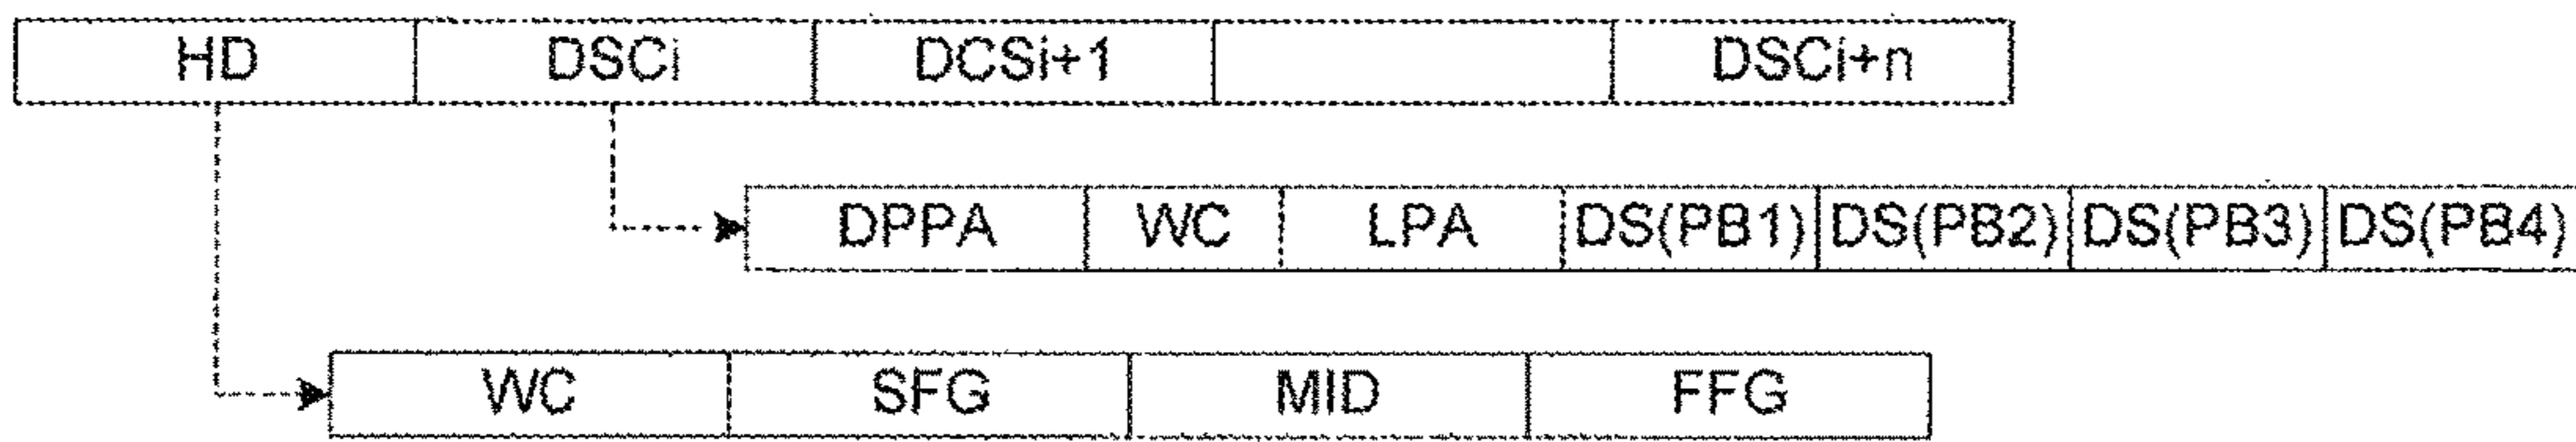 HD DSCi DCSi+1 DSCi+n
DPPA WC LPA DS(PB1) DS(PB2) DS(PB3) DS(PB4)
WC SFG MID FFG